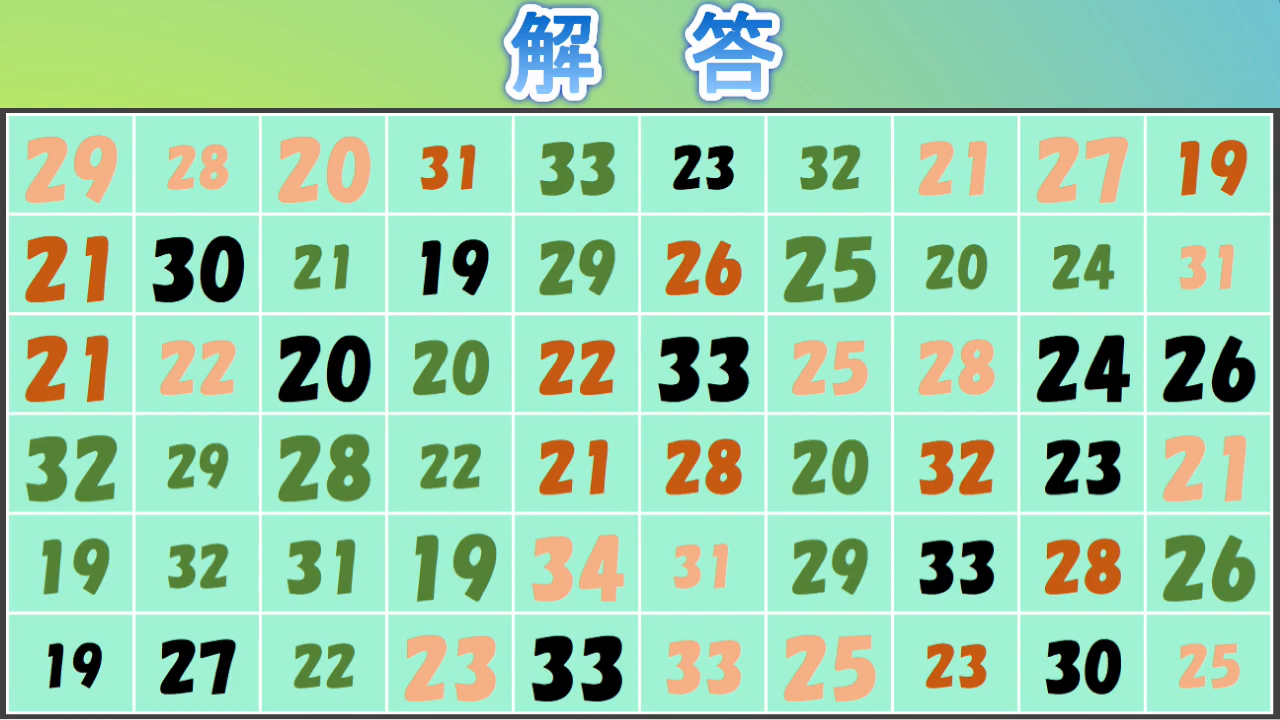 解 答
29 28 20 31 33 23 32 21 27 19
21 30 21 19 29 26 25 20 24 31
21 22 20 20 22 33 25 28 24 26
32 29 28 22 21 28 20 32 23 21
19 32 31 19 34 31 29 33 28 26
19 27 22 23 33 33 25 23 30 25